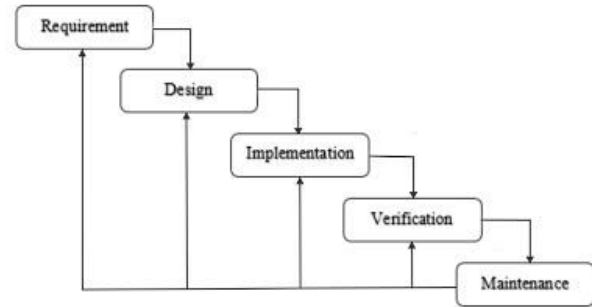 Requirement
Design
Implementation
Verification
Maintenance